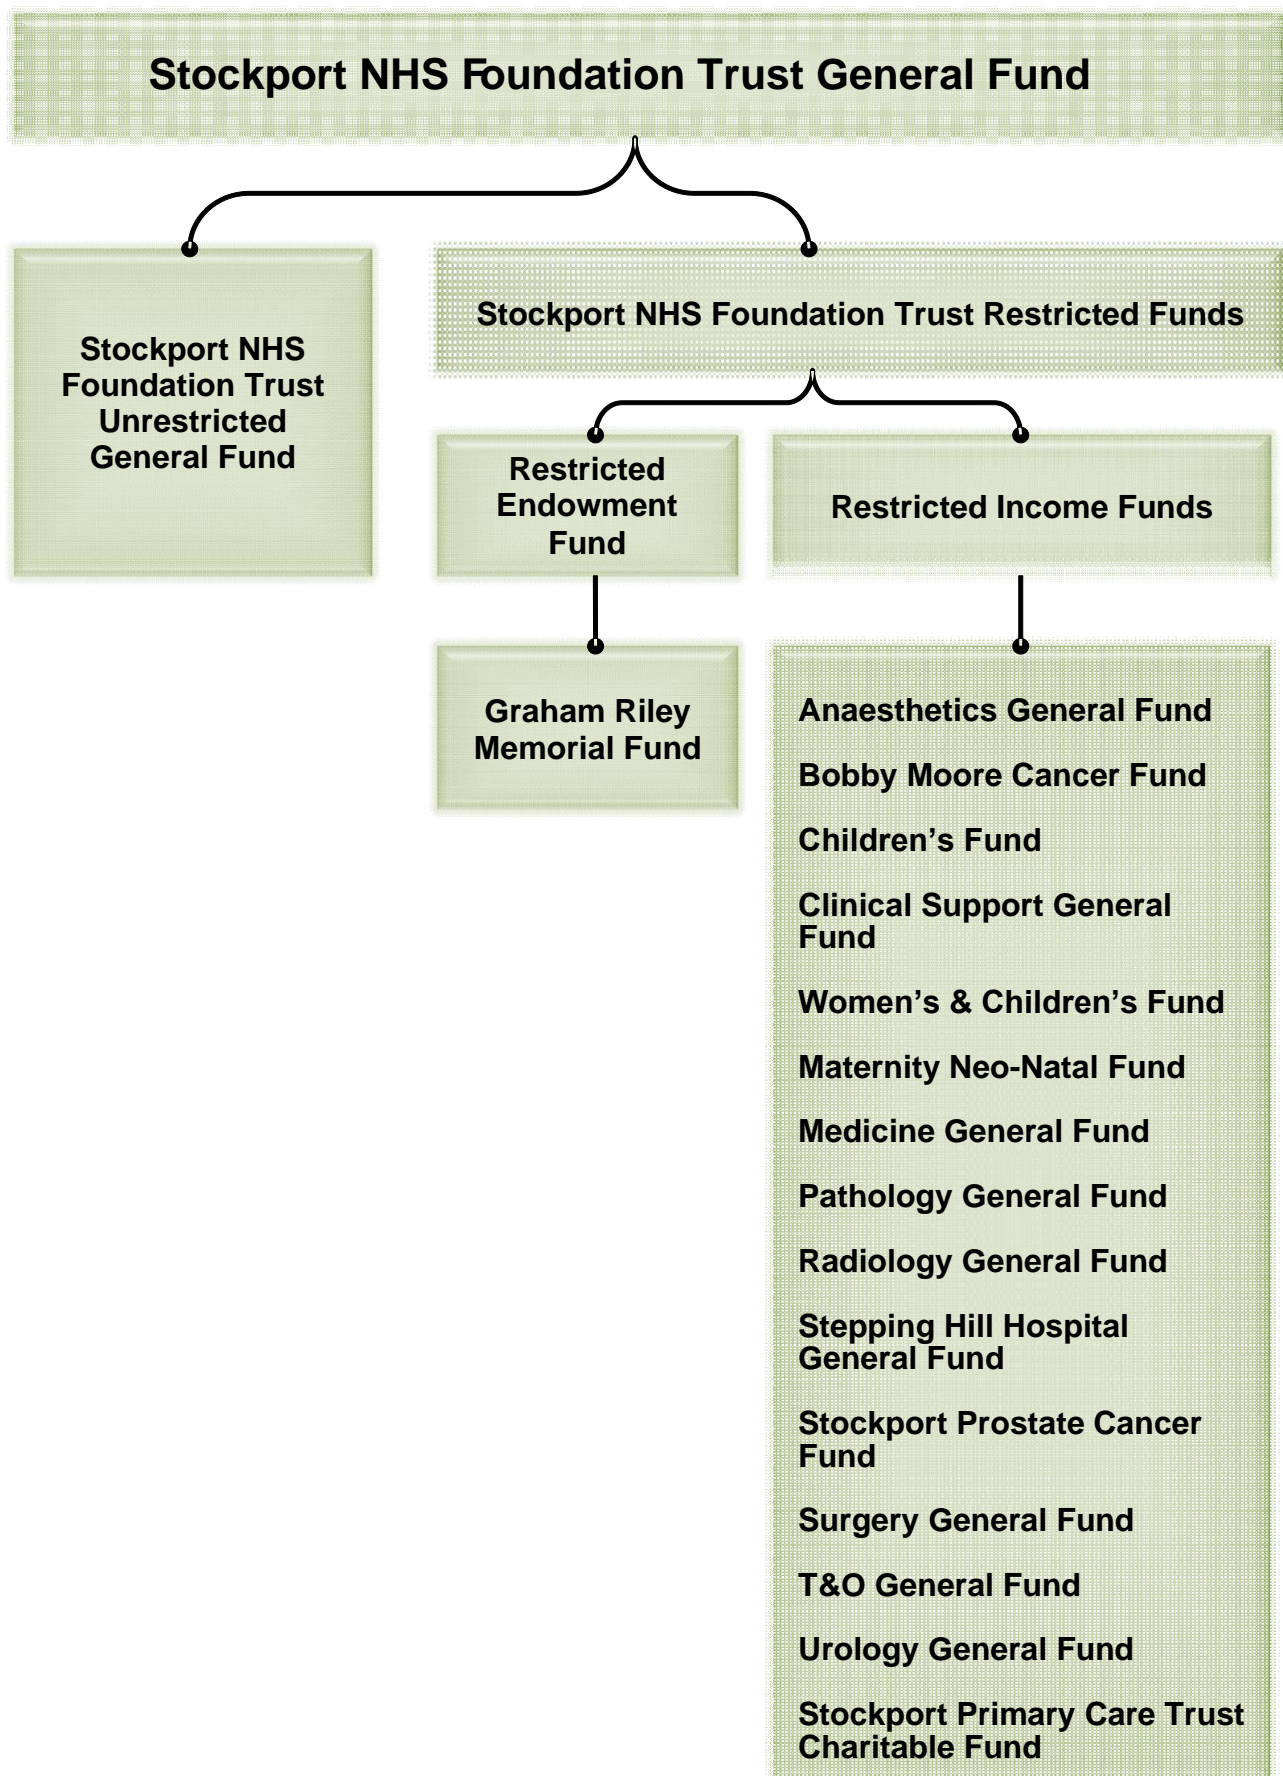 Stockport NHS Foundation Trust General Fund
Stockport NHS
Foundation Trust
Unrestricted
General Fund
Stockport NHS Foundation Trust Restricted Funds
Restricted
Endowment
Fund
Restricted Income Funds
Graham Riley
Memorial Fund
Anaesthetics General Fund
Bobby Moore Cancer Fund
Children’s Fund
Clinical Support General
Fund
Women’s & Children’s Fund
Maternity Neo-Natal Fund
Medicine General Fund
Pathology General Fund
Radiology General Fund
Stepping Hill Hospital
General Fund
Stockport Prostate Cancer
Fund
Surgery General Fund
T&O General Fund
Urology General Fund
Stockport Primary Care Trust
Charitable Fund